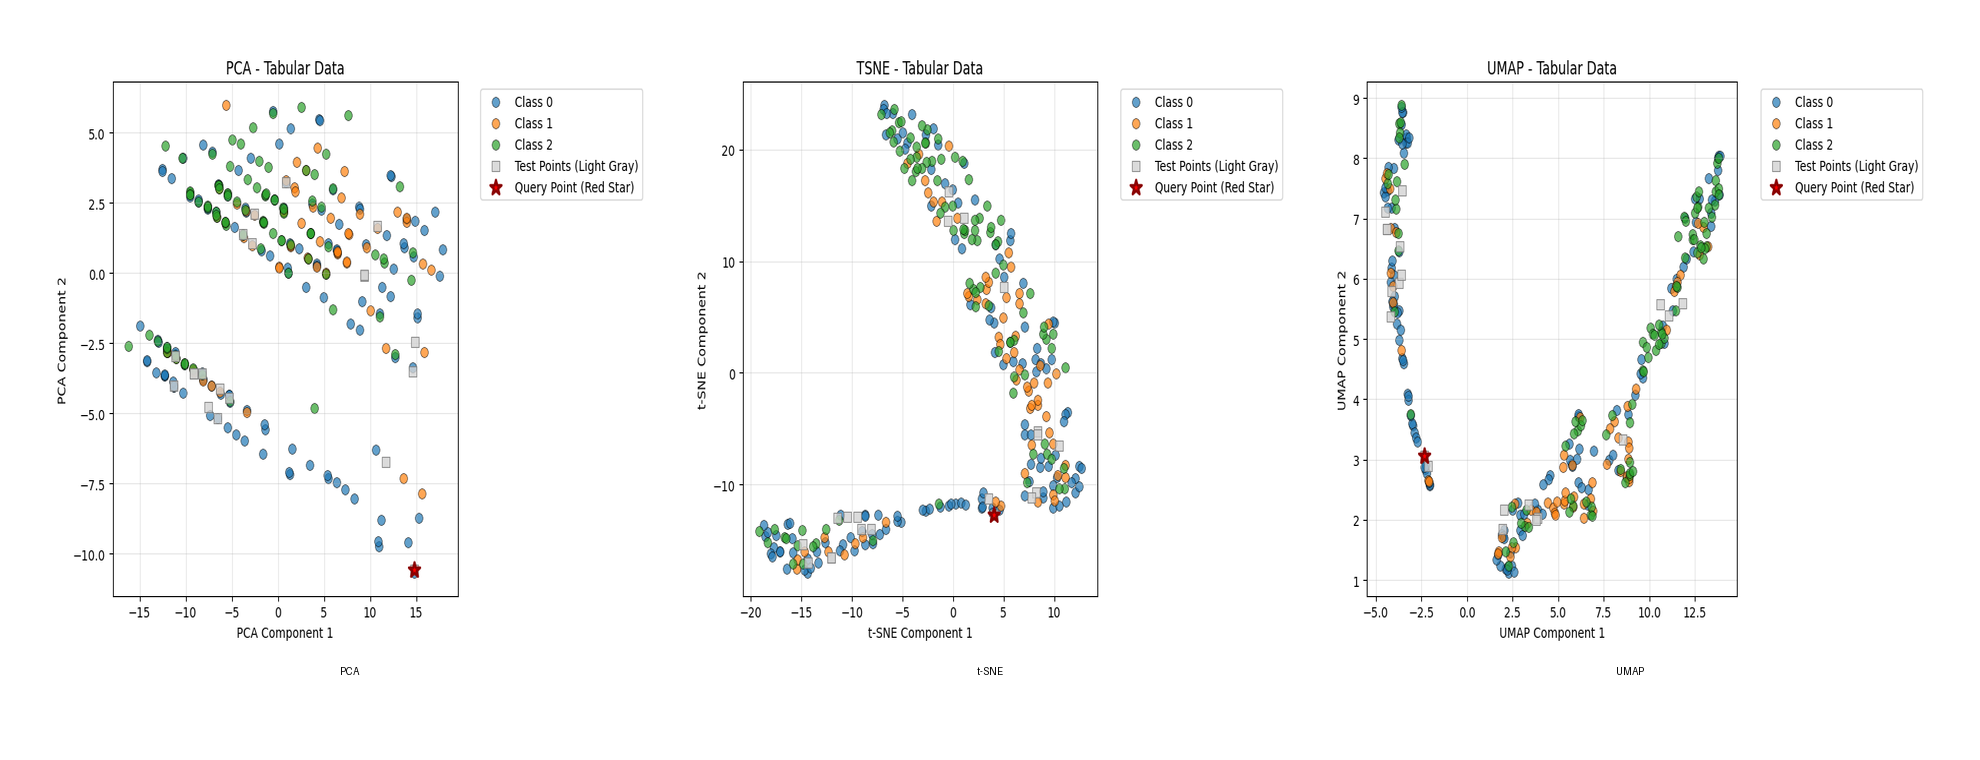 PCA - Tabular Data
5.0
2.5
0.0
−2.5
−5.0
−7.5
−10.0
PCA Component 2
−15
−10
−5
0
5
10
15
PCA Component 1
Class 0
Class 1
Class 2
Test Points (Light Gray)
Query Point (Red Star)
PCA
TSNE - Tabular Data
20
10
0
−10
t-SNE Component 2
−20
−15
−10
−5
0
5
10
t-SNE Component 1
Class 0
Class 1
Class 2
Test Points (Light Gray)
Query Point (Red Star)
t-SNE
UMAP - Tabular Data
9
8
7
6
5
4
3
2
1
UMAP Component 2
−5.0
−2.5
0.0
2.5
5.0
7.5
10.0
12.5
UMAP Component 1
Class 0
Class 1
Class 2
Test Points (Light Gray)
Query Point (Red Star)
UMAP